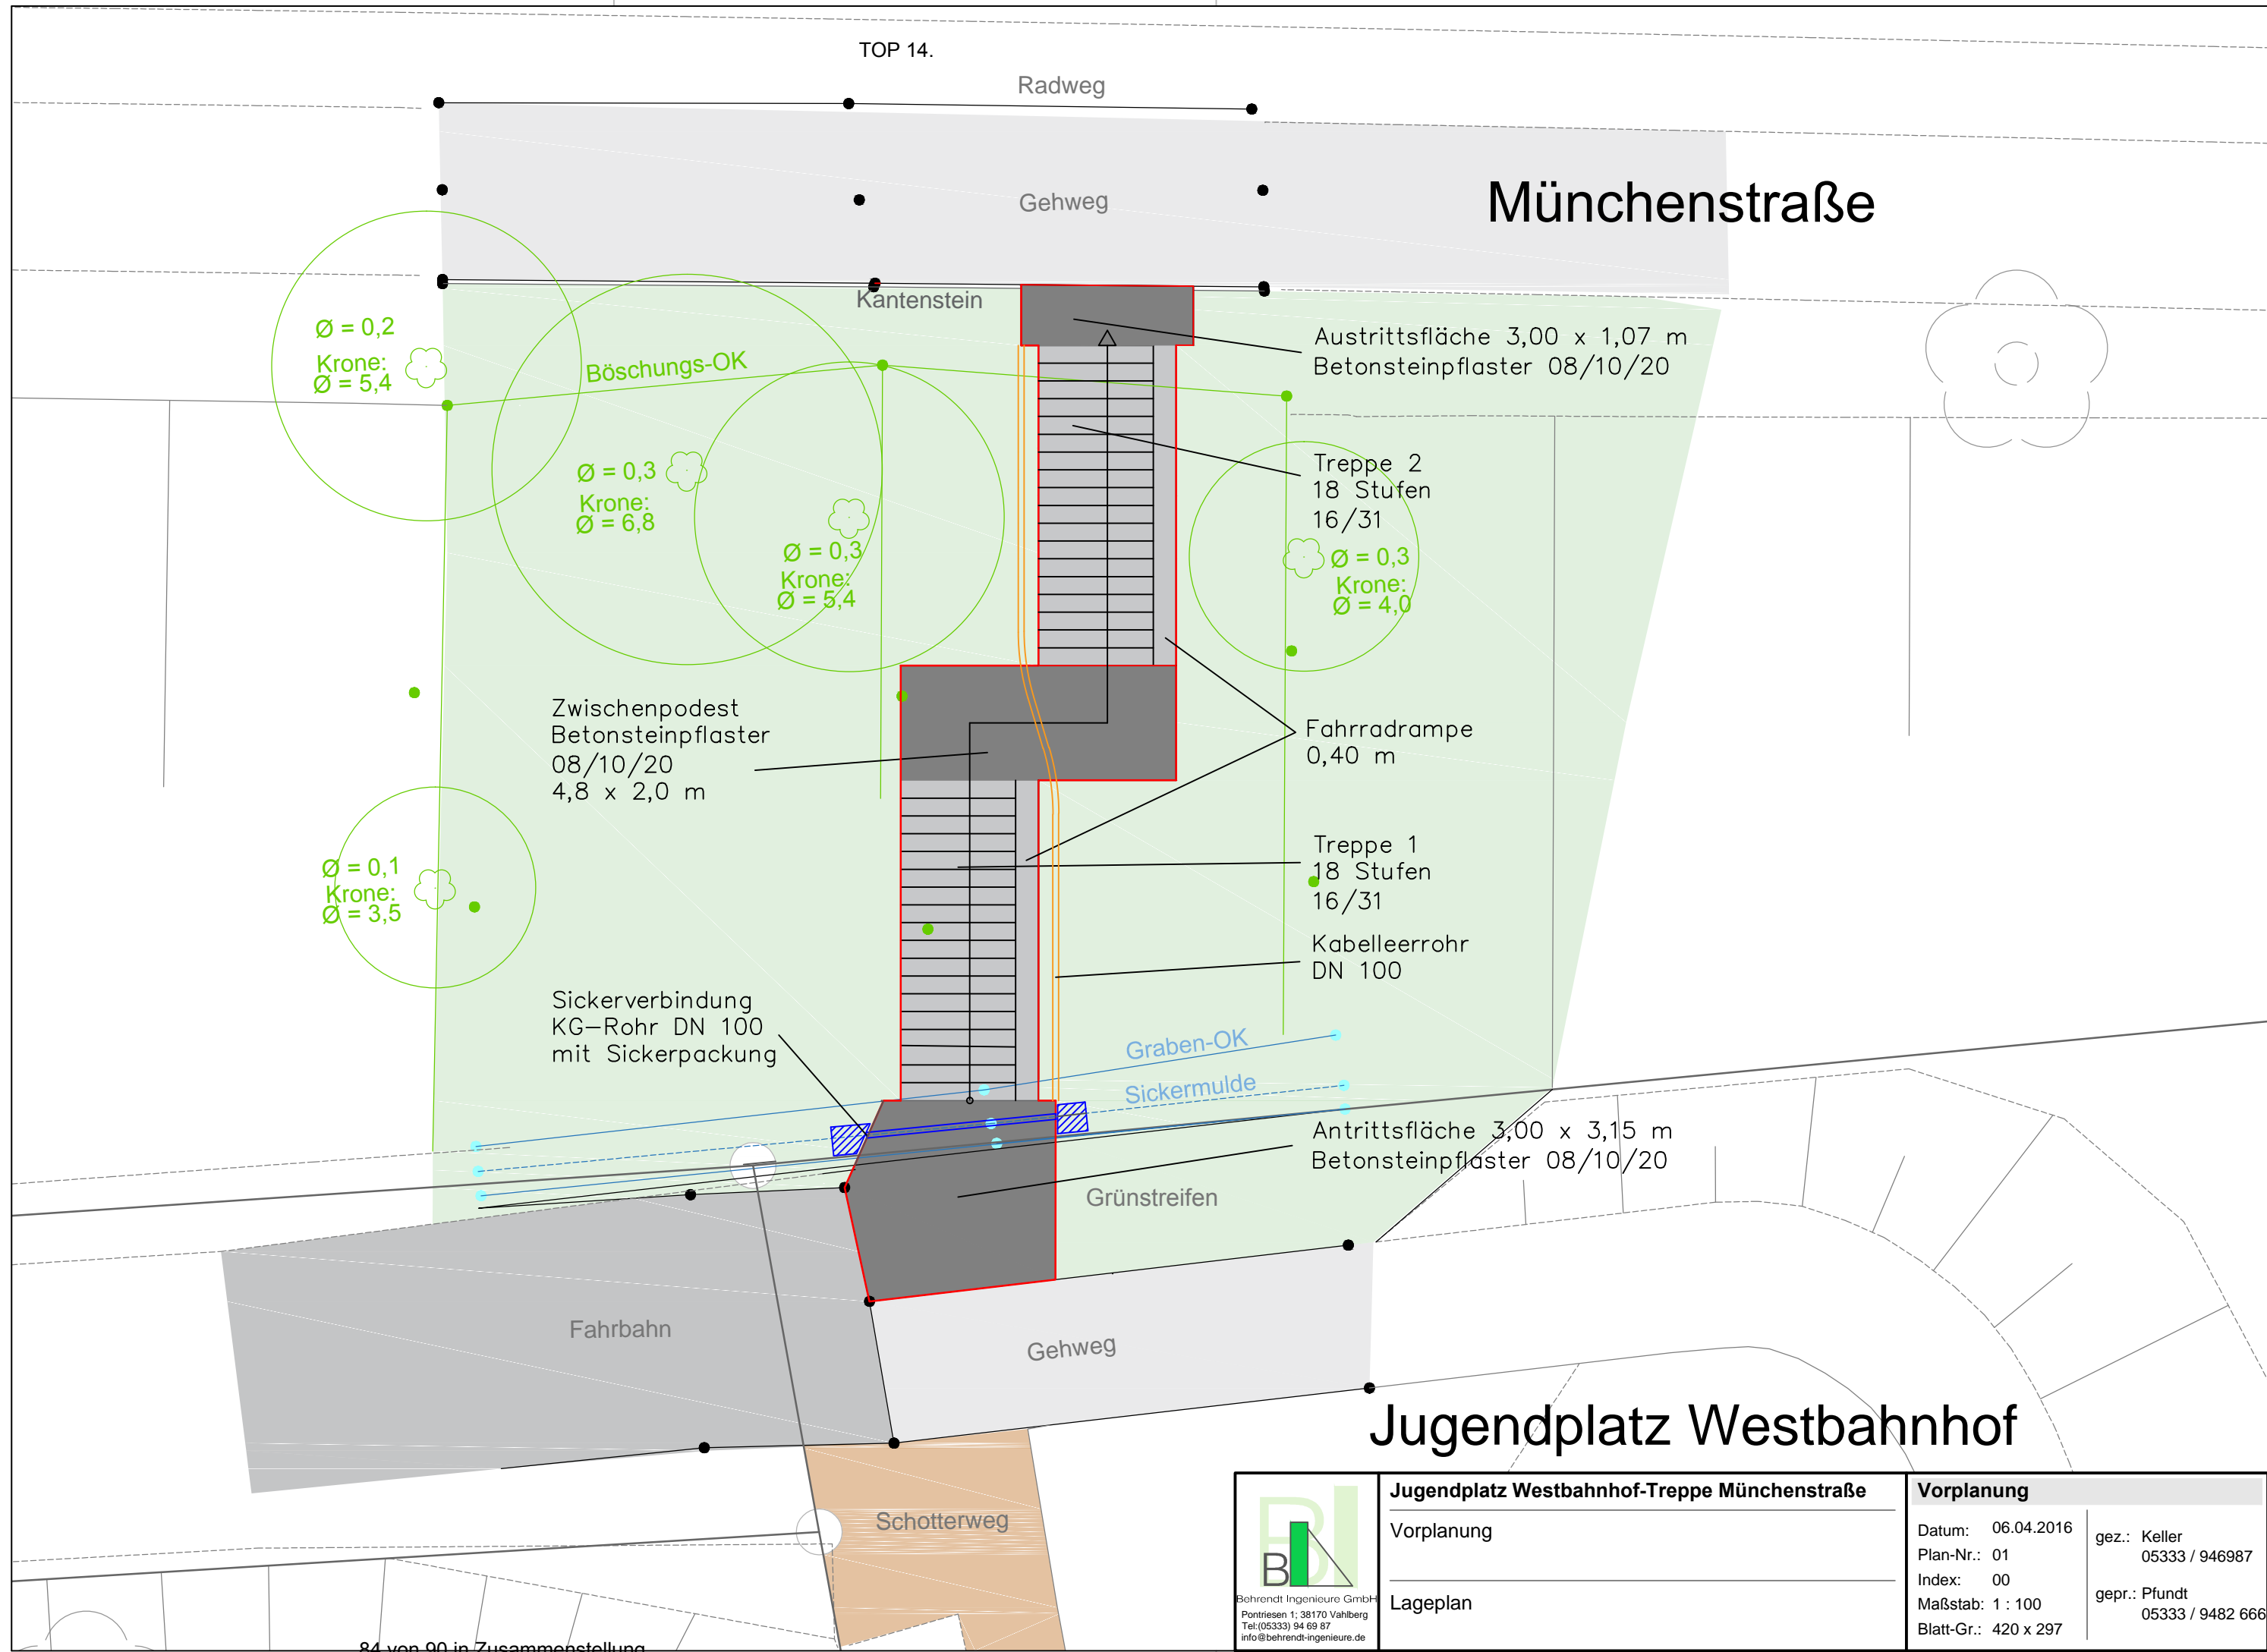 TOP 14.
Radweg
Gehweg
Münchenstraße
Kantenstein
Ø = 0,2
Krone:
Ø = 5,4
Böschungs-OK
Austrittsfläche 3,00 x 1,07 m
Betonsteinpflaster 08/10/20
Ø = 0,3
Krone:
Ø = 6,8
Treppe 2
18 Stufen
16/31
Ø = 0,3
Krone:
Ø = 5,4
Ø = 0,3
Krone:
Ø = 4,0
Zwischenpodest
Betonsteinpflaster
08/10/20
4,8 x 2,0 m
Fahrradrampe
0,40 m
Ø = 0,1
Krone:
Ø = 3,5
Treppe 1
18 Stufen
16/31
Kabelleerrohr
DN 100
Sickerverbindung
KG-Rohr DN 100
mit Sickerpackung
Graben-OK
Sickermulde
Antrittsfläche 3,00 x 3,15 m
Betonsteinpflaster 08/10/20
Grünstreifen
Fahrbahn
Gehweg
Jugendplatz Westbahnhof
Schotterweg
84 von 90 in Zusammenstellung
B
Behrendt Ingenieure GmbH
Pontriesen 1; 38170 Vahlberg
Tel:(05333) 94 69 87
info@behrendt-ingenieure.de
Jugendplatz Westbahnhof-Treppe Münchenstraße
Vorplanung
Lageplan
Vorplanung
Datum: 06.04.2016
Plan-Nr.: 01
Index: 00
Maßstab: 1 : 100
Blatt-Gr.: 420 x 297
gez.: Keller
05333 / 946987
gepr.: Pfundt
05333 / 9482 666